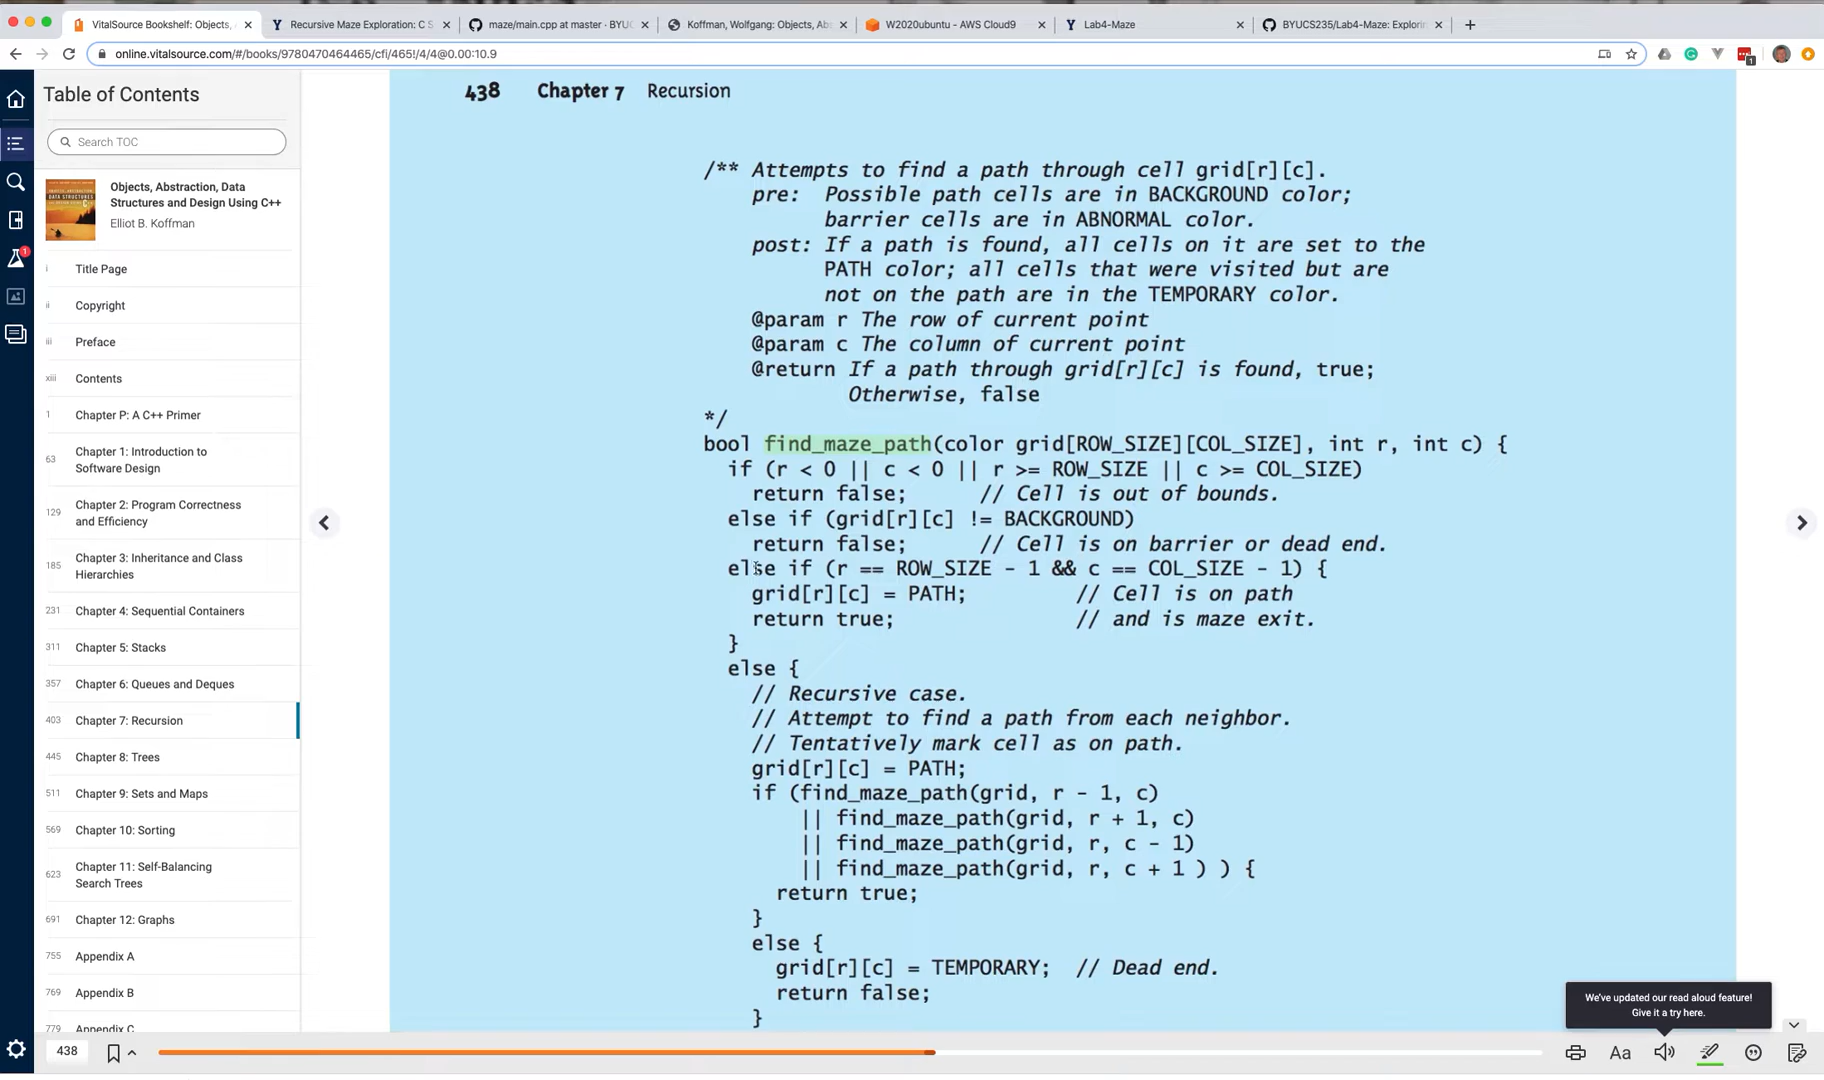 VitalSource Bookshelf: Objects, A
Recursive Maze Exploration: C S
maze/main.cpp at master · BYUC
Koffman, Wolfgang: Objects, Ab
W2020ubuntu - AWS Cloud9
Lab4-Maze
BYUCS235/Lab4-Maze: Explorin
online.vitalsource.com/#/books/9780470464465/cfi/465!/4/4@0.00:10.9
1
Table of Contents
Search TOC
Objects, Abstraction, Data
Structures and Design Using C++
Elliot B. Koffman
1
i Title Page
ii Copyright
iii Preface
xiii Contents
1 Chapter P: A C++ Primer
63 Chapter 1: Introduction to
Software Design
129 Chapter 2: Program Correctness
and Efficiency
185 Chapter 3: Inheritance and Class
Hierarchies
231 Chapter 4: Sequential Containers
311 Chapter 5: Stacks
357 Chapter 6: Queues and Deques
403 Chapter 7: Recursion
445 Chapter 8: Trees
511 Chapter 9: Sets and Maps
569 Chapter 10: Sorting
623 Chapter 11: Self-Balancing
Search Trees
691 Chapter 12: Graphs
755 Appendix A
769 Appendix B
779 Appendix C
438 Chapter 7 Recursion
/** Attempts to find a path through cell grid[r][c].
pre: Possible path cells are in BACKGROUND color;
barrier cells are in ABNORMAL color.
post: If a path is found, all cells on it are set to the
PATH color; all cells that were visited but are
not on the path are in the TEMPORARY color.
@param r The row of current point
@param c The column of current point
@return If a path through grid[r][c] is found, true;
Otherwise, false
*/
bool find_maze_path(color grid[ROW_SIZE][COL_SIZE], int r, int c) {
if (r < 0 || c < 0 || r >= ROW_SIZE || c >= COL_SIZE)
return false; // Cell is out of bounds.
else if (grid[r][c] != BACKGROUND)
return false; // Cell is on barrier or dead end.
else if (r == ROW_SIZE - 1 && c == COL_SIZE - 1) {
grid[r][c] = PATH; // Cell is on path
return true; // and is maze exit.
}
else {
// Recursive case.
// Attempt to find a path from each neighbor.
// Tentatively mark cell as on path.
grid[r][c] = PATH;
if (find_maze_path(grid, r - 1, c)
|| find_maze_path(grid, r + 1, c)
|| find_maze_path(grid, r, c - 1)
|| find_maze_path(grid, r, c + 1 ) ) {
return true;
}
else {
grid[r][c] = TEMPORARY; // Dead end.
return false;
}
We've updated our read aloud feature!
Give it a try here.
438
Aa